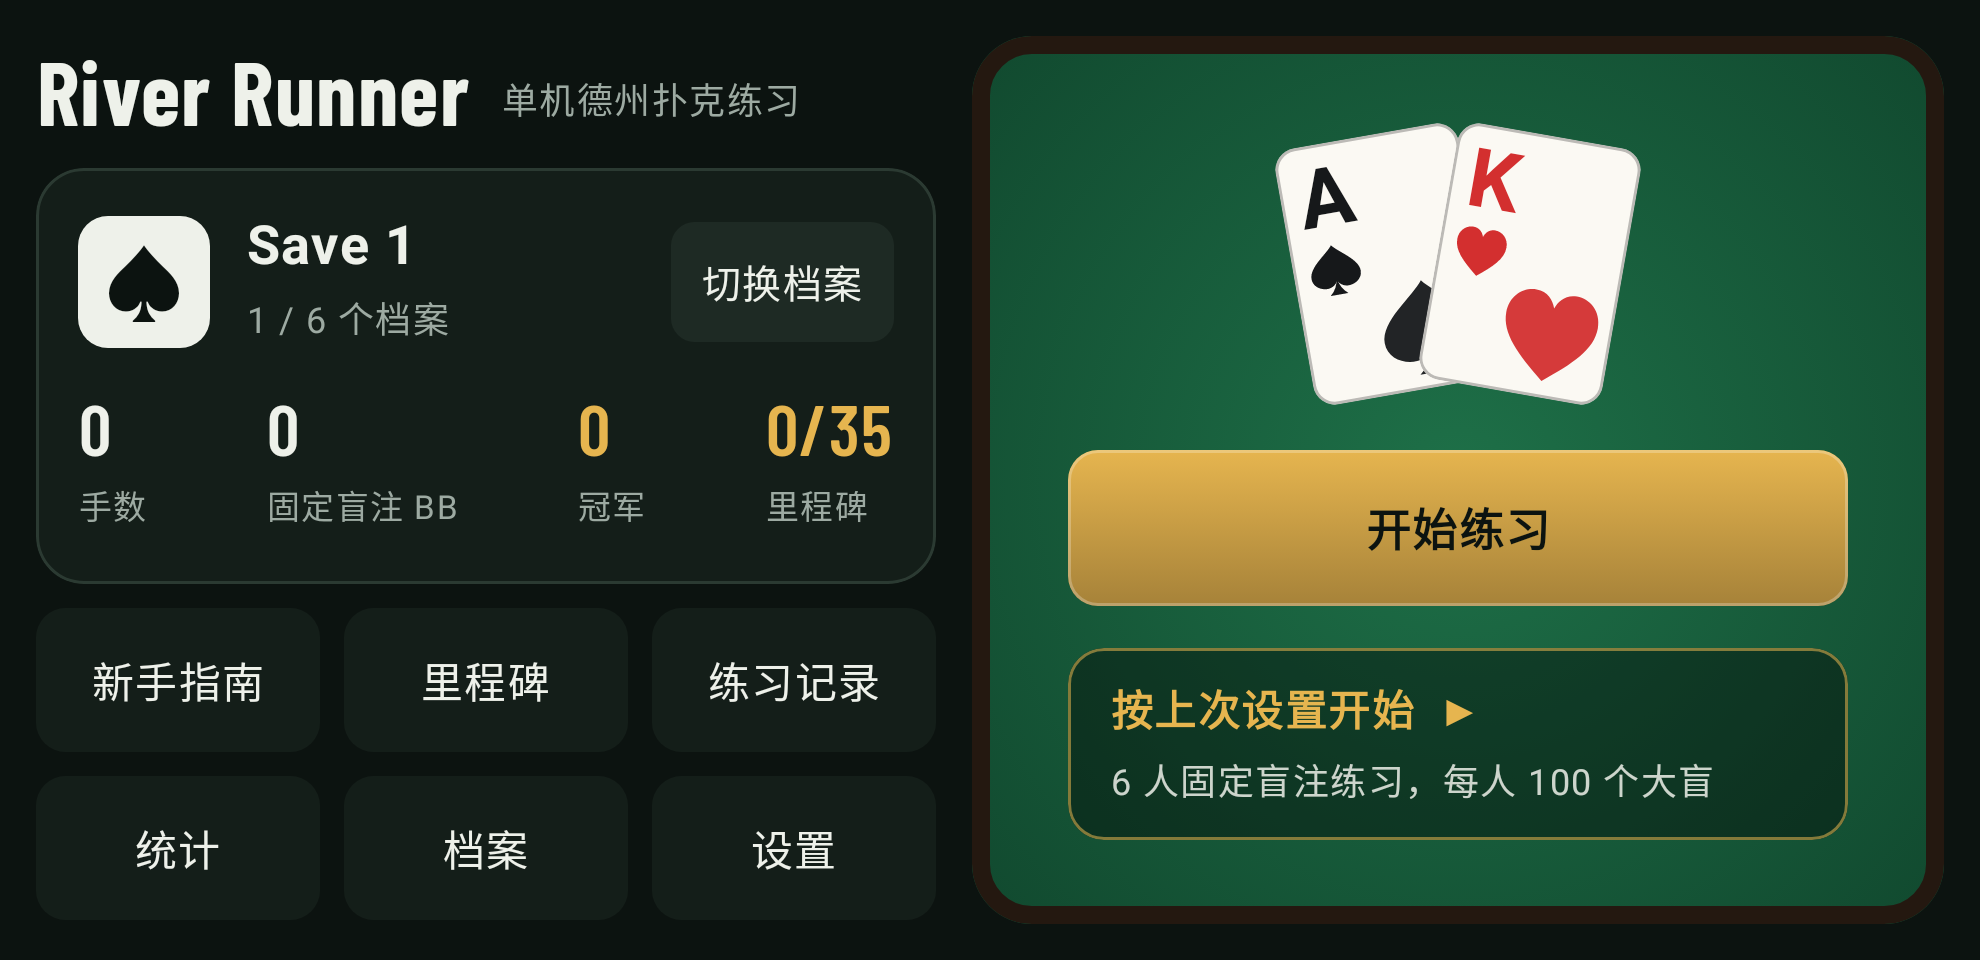 River Runner 单机德州扑克练习
Save 1
1 / 6 个档案
切换档案
0
手数
0
固定盲注 BB
0
冠军
0/35
里程碑
新手指南
里程碑
练习记录
统计
档案
设置
A
K
开始练习
按上次设置开始 ▶
6 人固定盲注练习，每人 100 个大盲